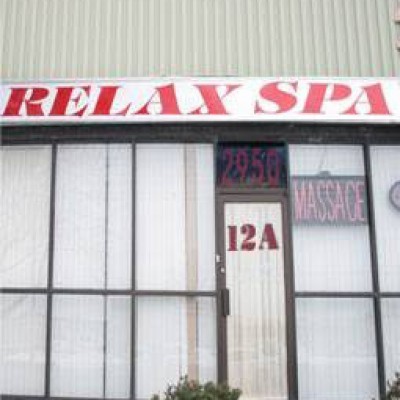 RELAX SPA
2950
MASSAGE
12A